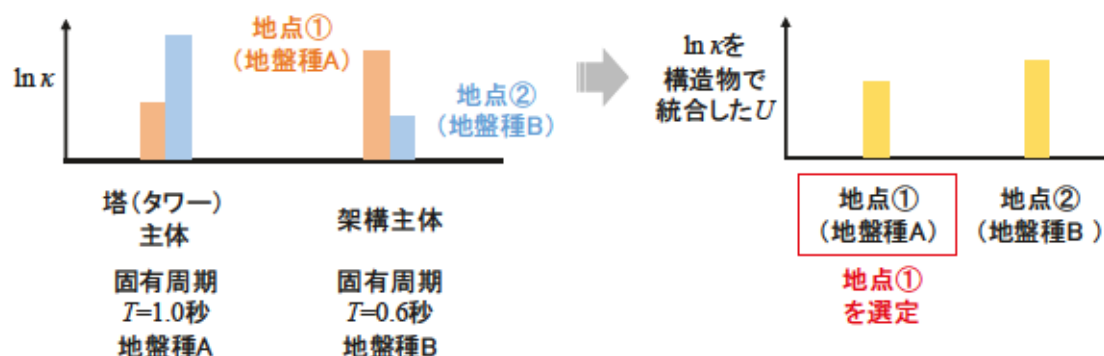 ln κ
地点①
(地盤種A)
地点②
(地盤種B)
塔(タワー)
主体
固有周期
T=1.0秒
地盤種A
架構主体
固有周期
T=0.6秒
地盤種B
ln κを
構造物で
統合したU
地点①
(地盤種A)
地点②
(地盤種B )
地点①
を選定